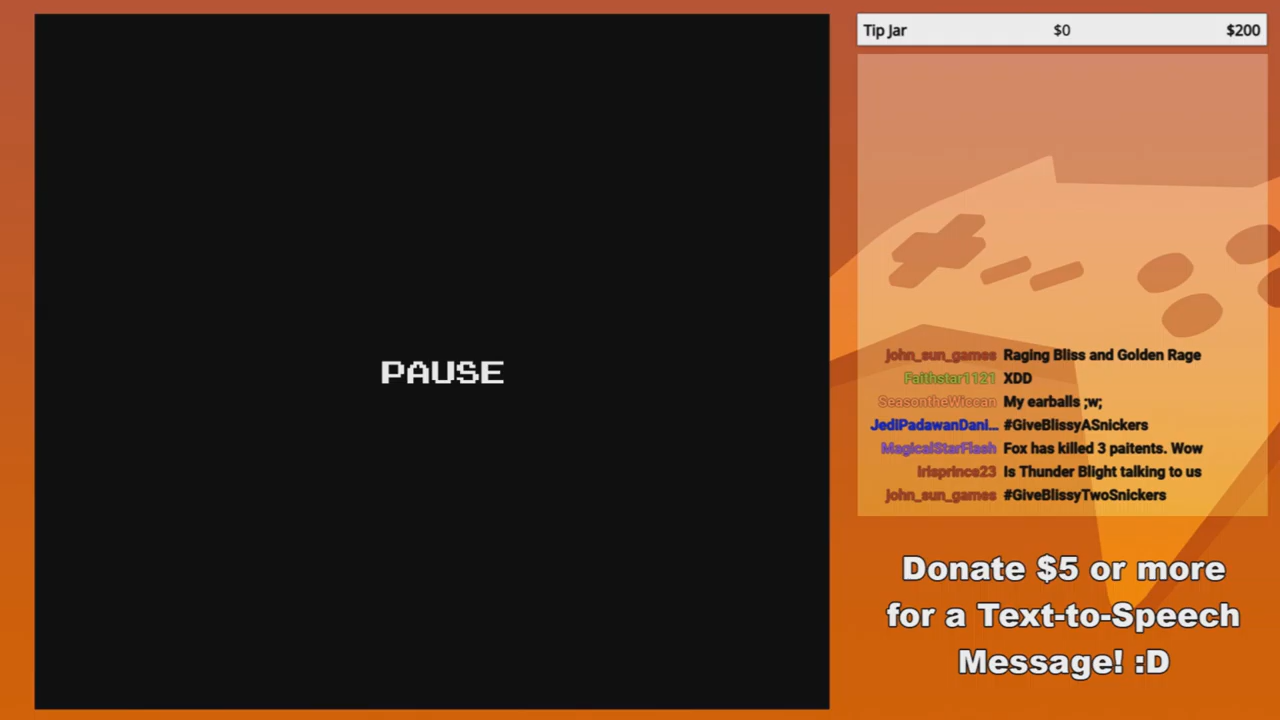 Tip Jar $0 $200
PAUSE
john_sun_games Raging Bliss and Golden Rage
Faithstar1121 XDD
SeasontheWiccan My earballs ;w;
JediPadawanDani... #GiveBlissyASnickers
MagicalStarFlash Fox has killed 3 paitents. Wow
Irisprince23 Is Thunder Blight talking to us
john_sun_games #GiveBlissyTwoSnickers
Donate $5 or more
for a Text-to-Speech
Message! :D